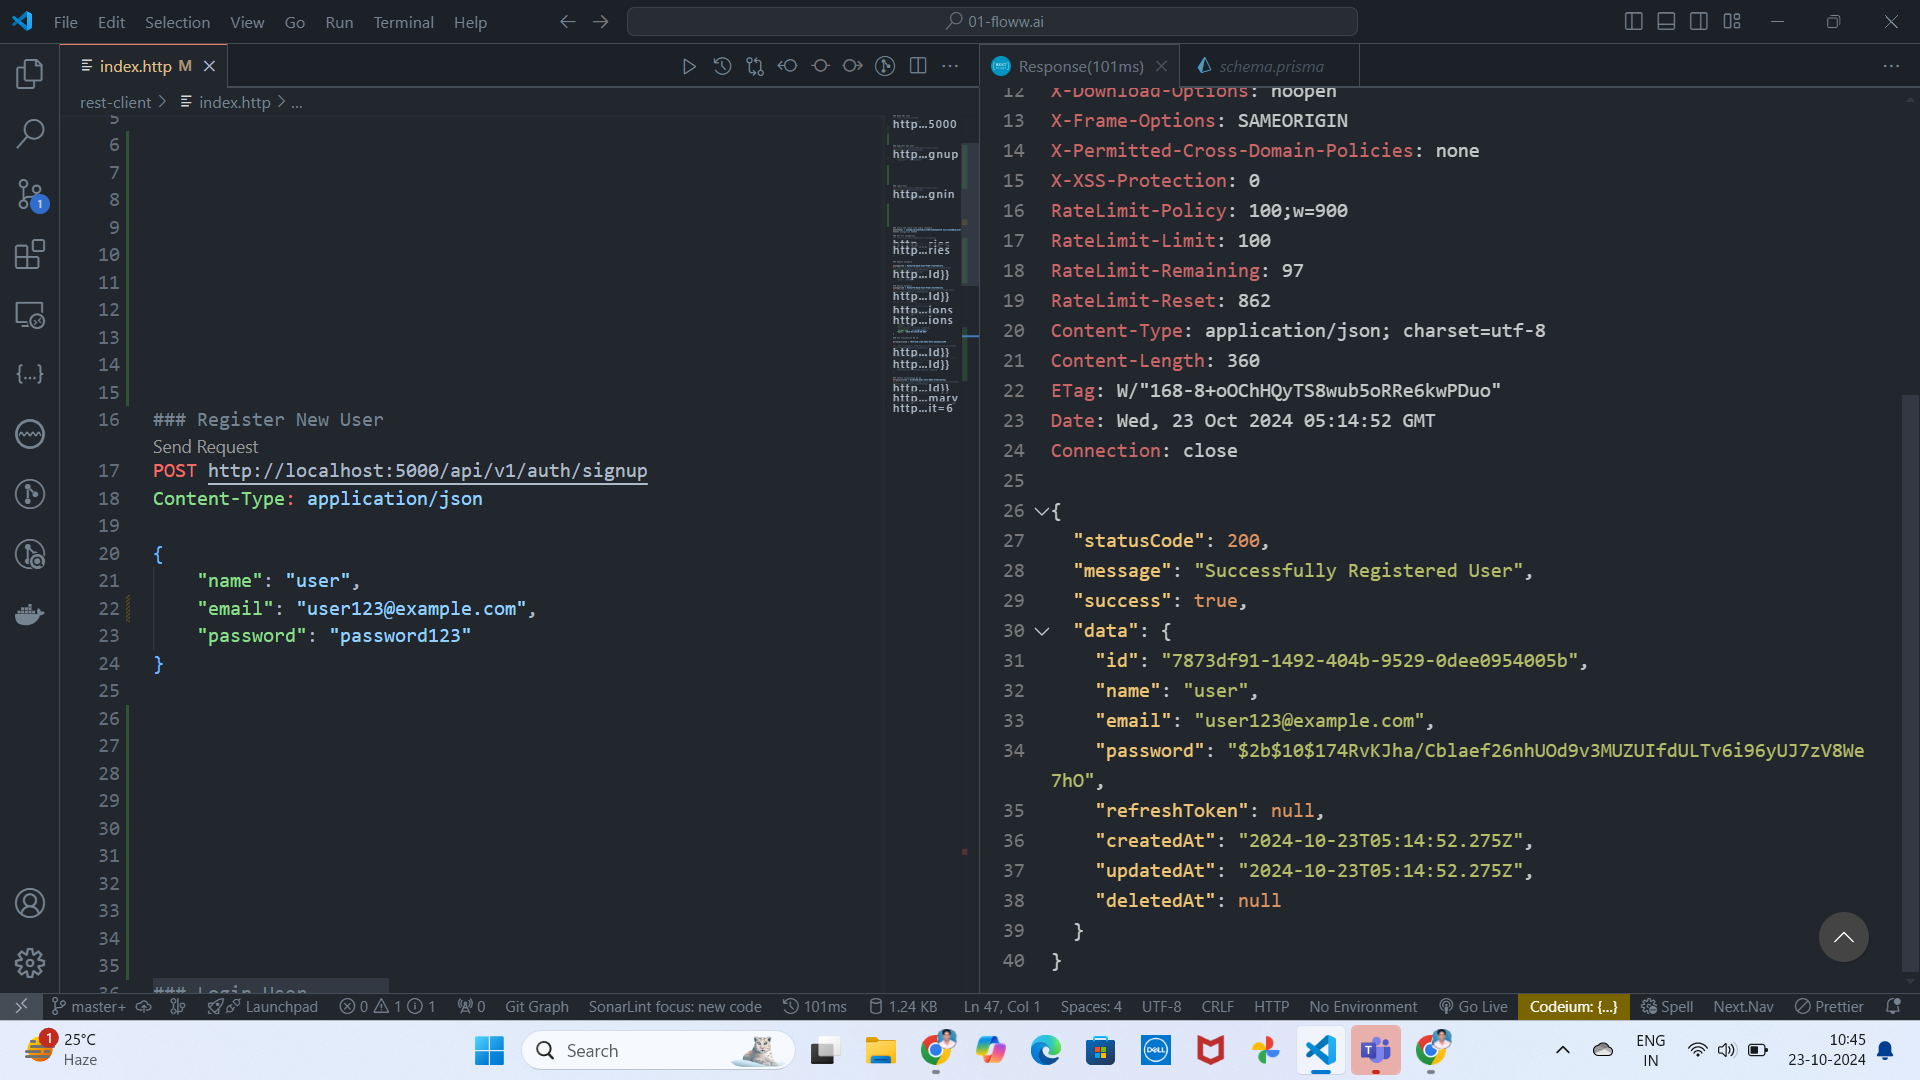 File Edit Selection View Go Run Terminal Help
01-floww.ai
index.http M
Response(101ms)
schema.prisma
rest-client > index.http > ...
5
6
7
8
9
10
11
12
13
14
15
16 ### Register New User
Send Request
17 POST http://localhost:5000/api/v1/auth/signup
18 Content-Type: application/json
19
20 {
21 "name": "user",
22 "email": "user123@example.com",
23 "password": "password123"
24 }
25
26
27
28
29
30
31
32
33
34
35
36 ### Login User
http...5000
http...gnup
http...gnin
http...ries
http...ries
http...Id}}
http...Id}}
http...ions
http...ions
http...Id}}
http...Id}}
http...Id}}
http...mary
http...it=6
12 X-Download-Options: noopen
13 X-Frame-Options: SAMEORIGIN
14 X-Permitted-Cross-Domain-Policies: none
15 X-XSS-Protection: 0
16 RateLimit-Policy: 100;w=900
17 RateLimit-Limit: 100
18 RateLimit-Remaining: 97
19 RateLimit-Reset: 862
20 Content-Type: application/json; charset=utf-8
21 Content-Length: 360
22 ETag: W/"168-8+oOChHQyTS8wub5oRRe6kwPDuo"
23 Date: Wed, 23 Oct 2024 05:14:52 GMT
24 Connection: close
25
26 {
27 "statusCode": 200,
28 "message": "Successfully Registered User",
29 "success": true,
30 "data": {
31 "id": "7873df91-1492-404b-9529-0dee0954005b",
32 "name": "user",
33 "email": "user123@example.com",
34 "password": "$2b$10$174RvKJha/Cblaef26nhUOd9v3MUZUIfdULTv6i96yUJ7zV8We
7hO",
35 "refreshToken": null,
36 "createdAt": "2024-10-23T05:14:52.275Z",
37 "updatedAt": "2024-10-23T05:14:52.275Z",
38 "deletedAt": null
39 }
40 }
1
master+ Launchpad 0 1 1 0 Git Graph SonarLint focus: new code 101ms 1.24 KB Ln 47, Col 1 Spaces: 4 UTF-8 CRLF HTTP No Environment Go Live Codeium: {...} Spell Next.Nav Prettier
1
25°C
Haze
Search
DELL
ENG
IN
10:45
23-10-2024